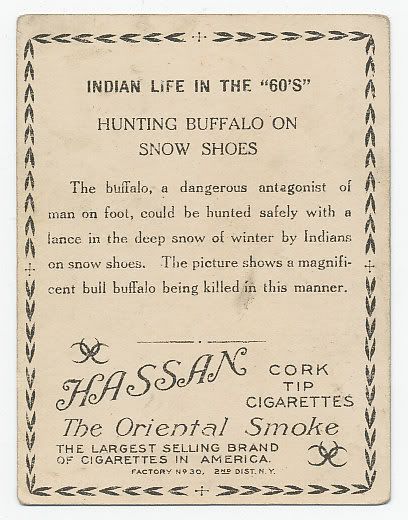 INDIAN LIFE IN THE "60'S"
HUNTING BUFFALO ON
SNOW SHOES
The buffalo, a dangerous antagonist of
man on foot, could be hunted safely with a
lance in the deep snow of winter by Indians
on snow shoes. The picture shows a magnifi-
cent bull buffalo being killed in this manner.
HASSAN
CORK
TIP
CIGARETTES
The Oriental Smoke
THE LARGEST SELLING BRAND
OF CIGARETTES IN AMERICA.
FACTORY Nº 30, 2ND DIST. N.Y.